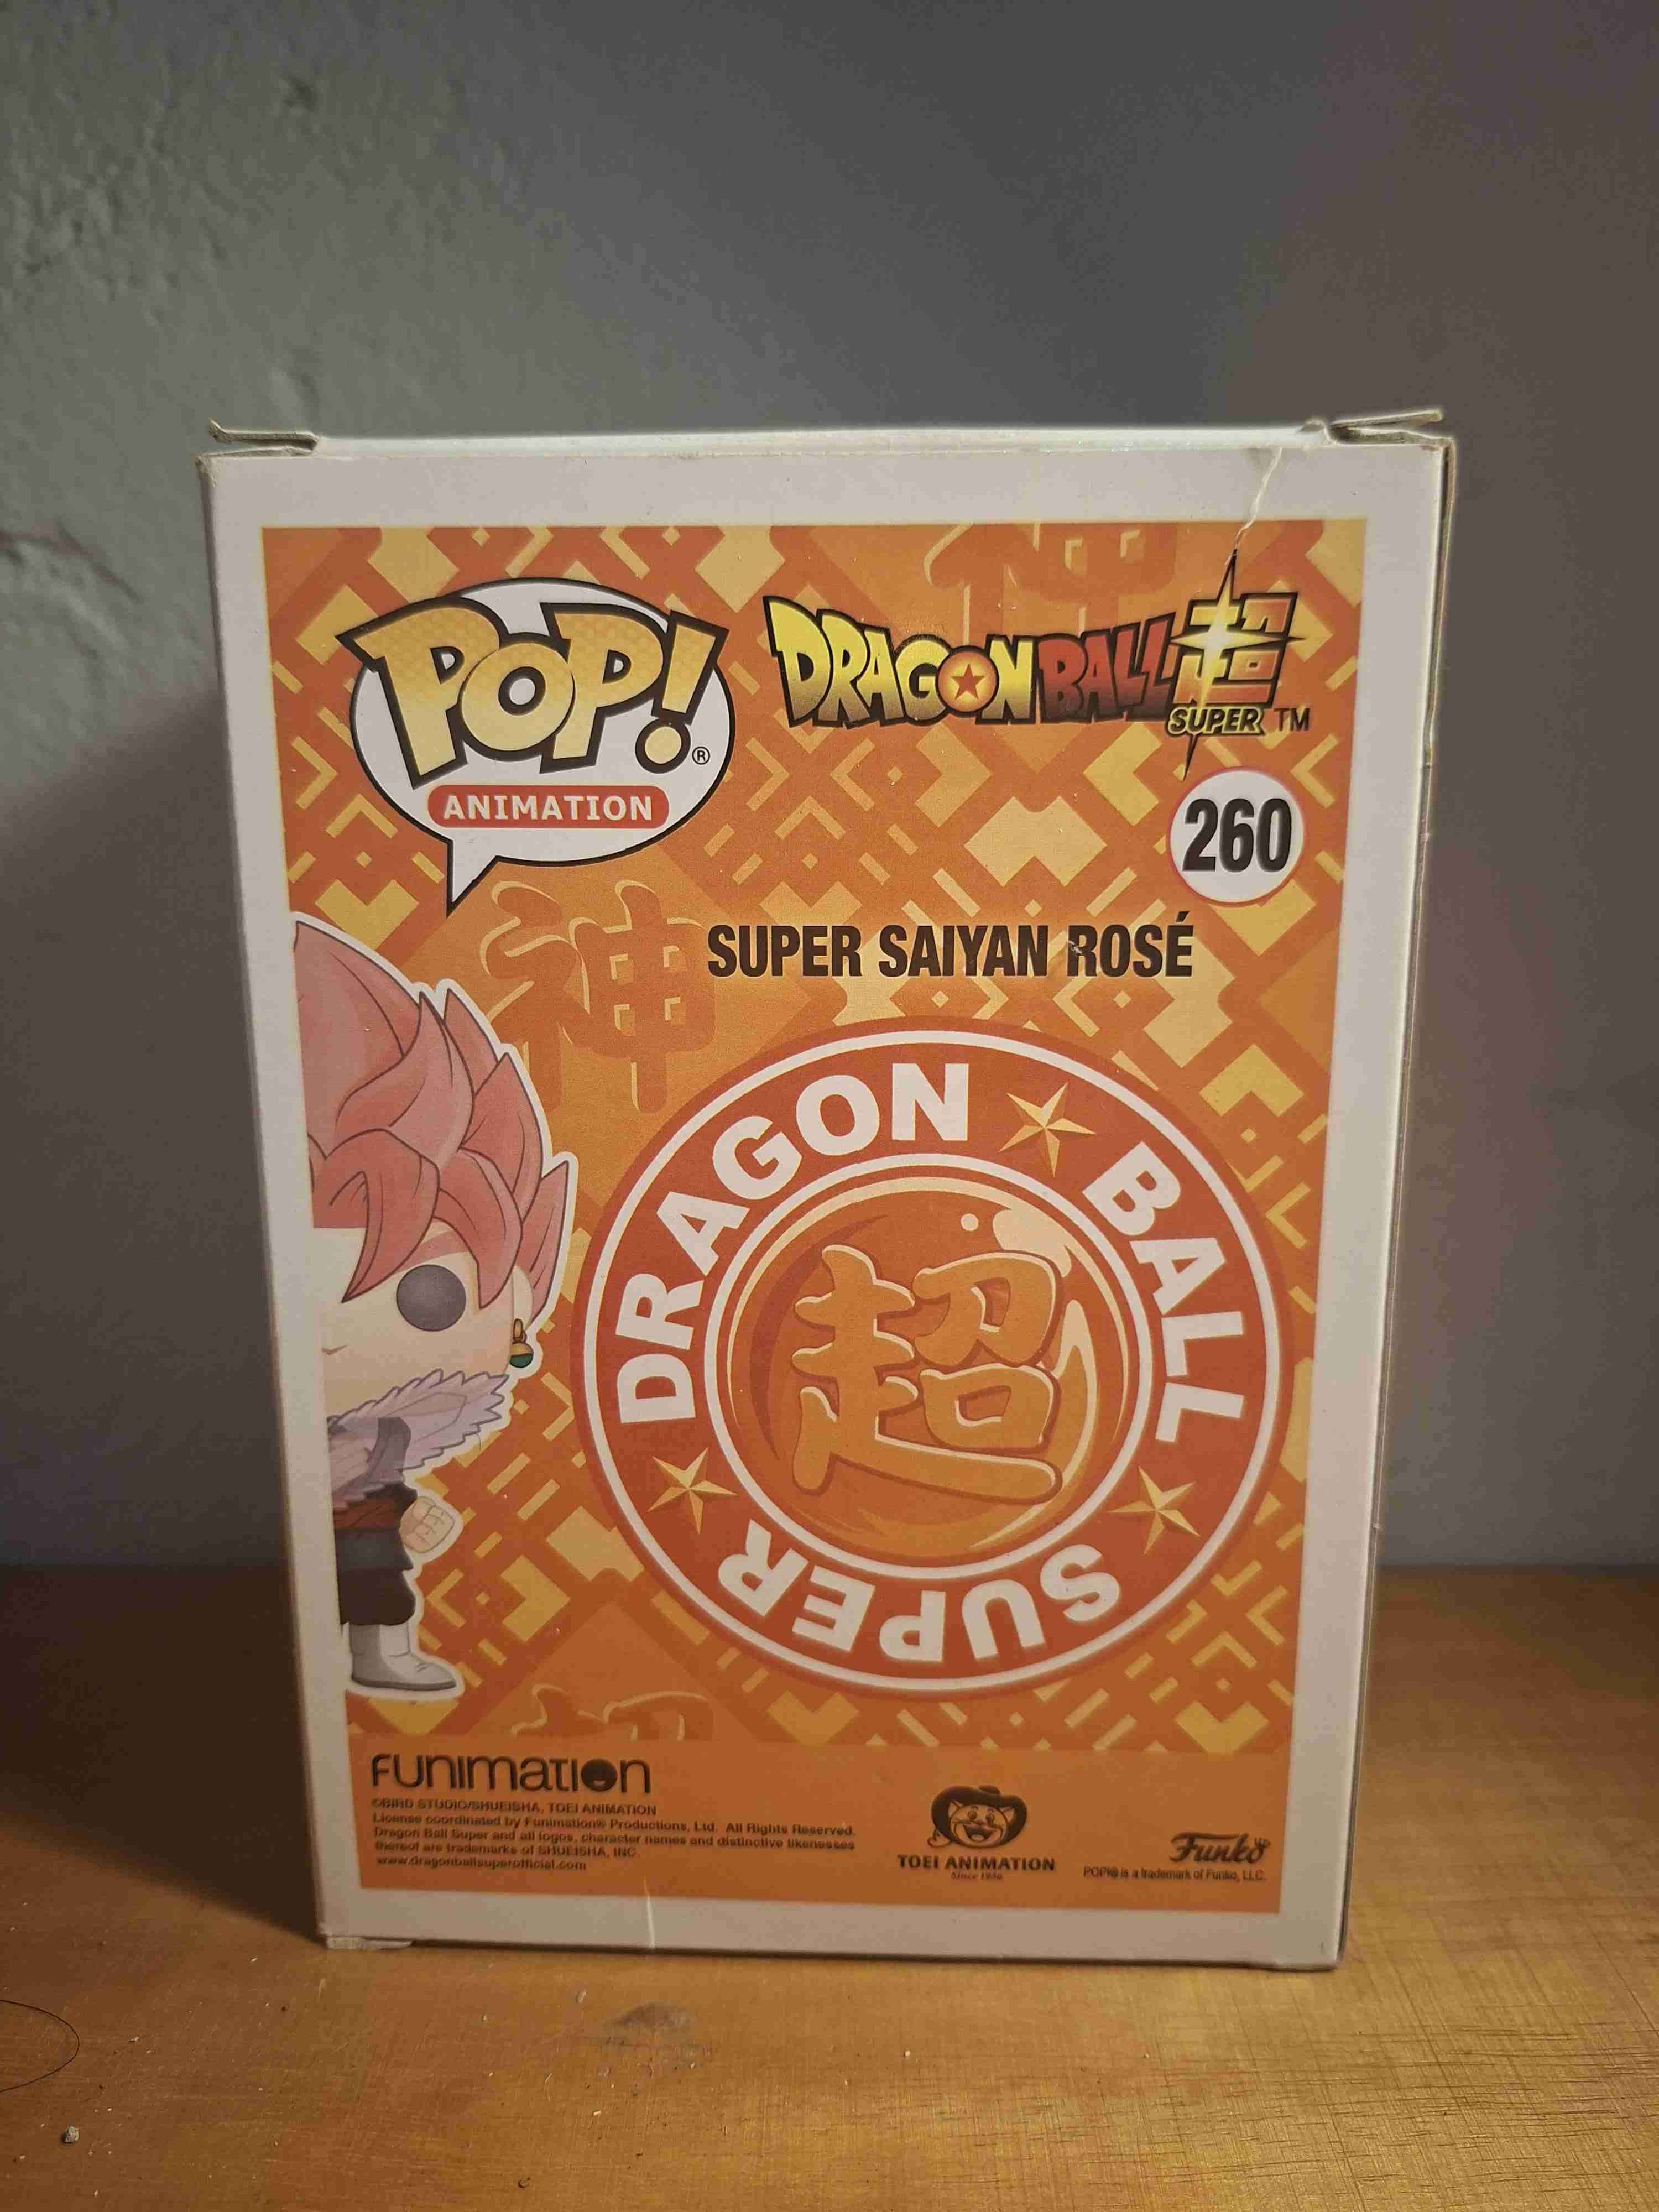 POP!®
ANIMATION
DRAGON BALL 超
SUPER TM
260
SUPER SAIYAN ROSÉ
神
DRAGON BALL
超
SUPER
FUNIMATION
©BIRD STUDIO/SHUEISHA, TOEI ANIMATION
License coordinated by Funimation® Productions, Ltd. All Rights Reserved.
Dragon Ball Super and all logos, character names and distinctive likenesses
thereof are trademarks of SHUEISHA, INC.
www.dragonballsuperofficial.com
TOEI ANIMATION
Since 1956
Funko
POP!® is a trademark of Funko, LLC.